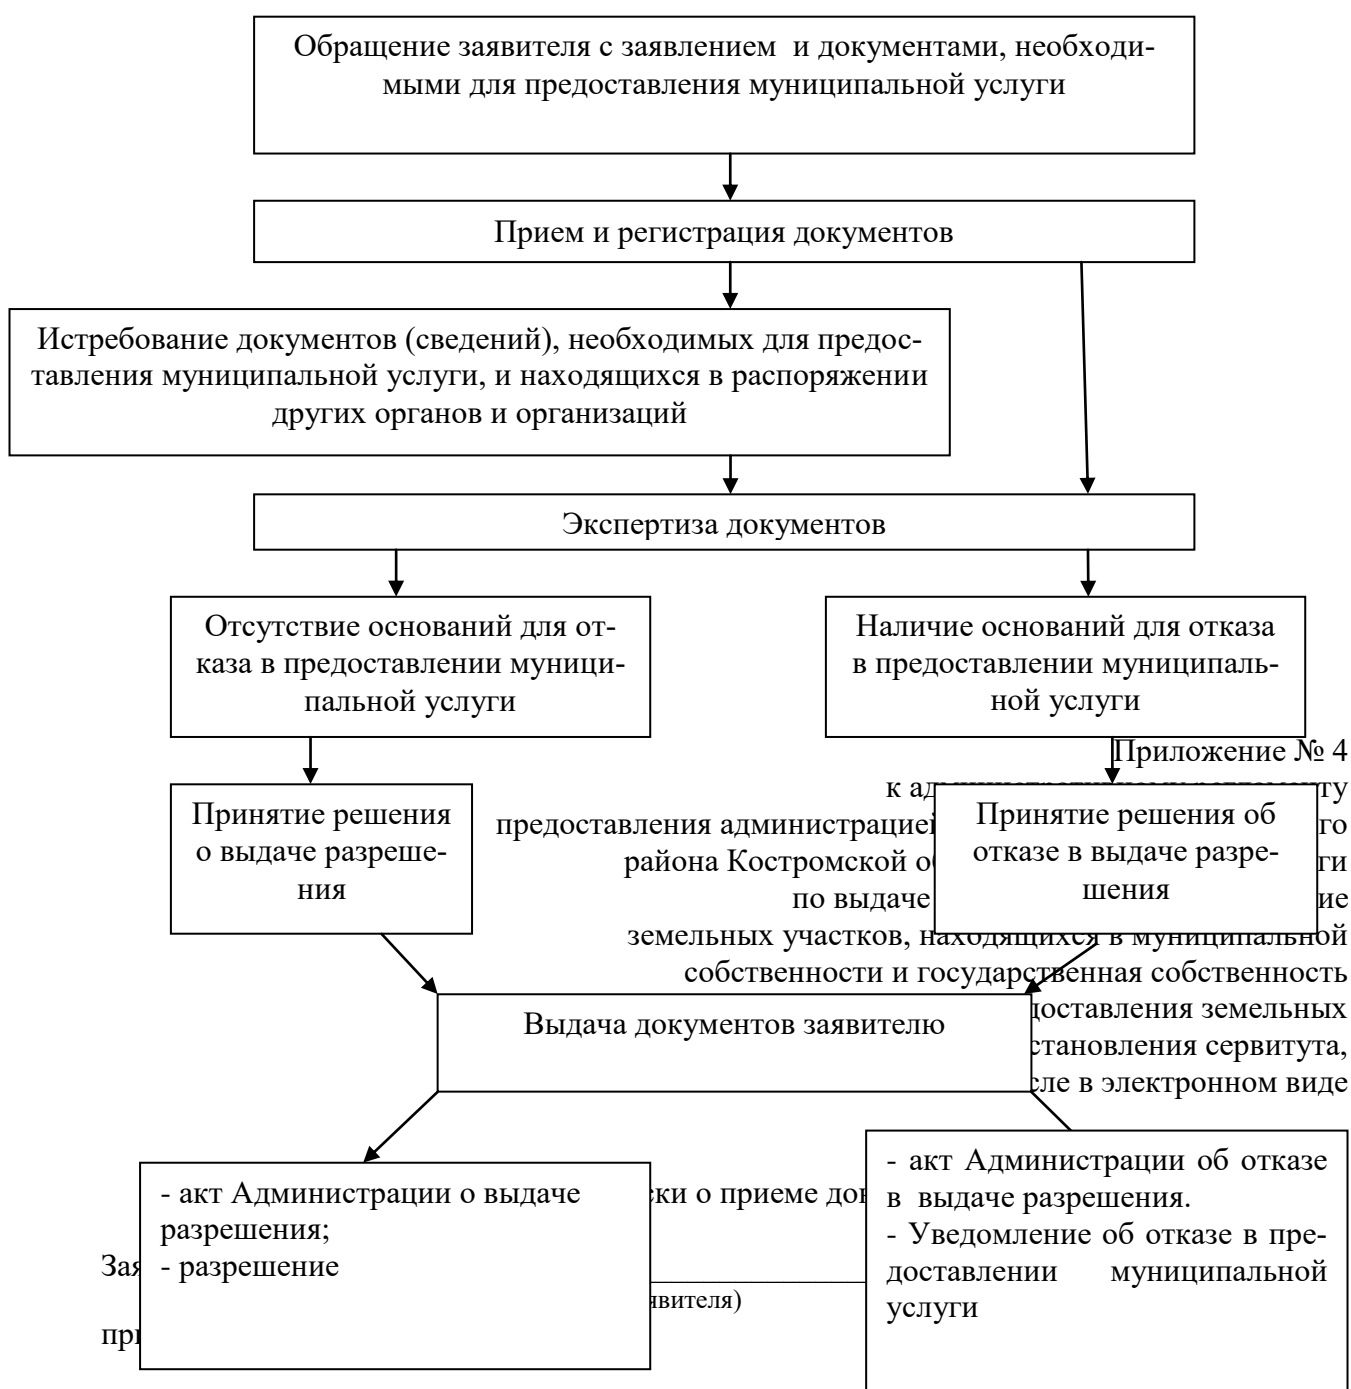 Обращение заявителя с заявлением и документами, необходи-
мыми для предоставления муниципальной услуги
Прием и регистрация документов
Истребование документов (сведений), необходимых для предос-
тавления муниципальной услуги, и находящихся в распоряжении
других органов и организаций
Экспертиза документов
Отсутствие оснований для от-
каза в предоставлении муници-
пальной услуги
Наличие оснований для отказа
в предоставлении муниципаль-
ной услуги
Принятие решения
о выдаче разреше-
ния
Принятие решения об
отказе в выдаче разре-
шения
Приложение № 4
к
предоставления администрацией
района Костромской
по выдаче
земельных участков, находящихся в муниципальной
собственности и государственная собственность
земельных
сервитута,
в электронном виде
Выдача документов заявителю
- акт Администрации о выдаче
разрешения;
- разрешение
о приеме
- акт Администрации об отказе
в выдаче разрешения.
- Уведомление об отказе в пре-
доставлении муниципальной
услуги